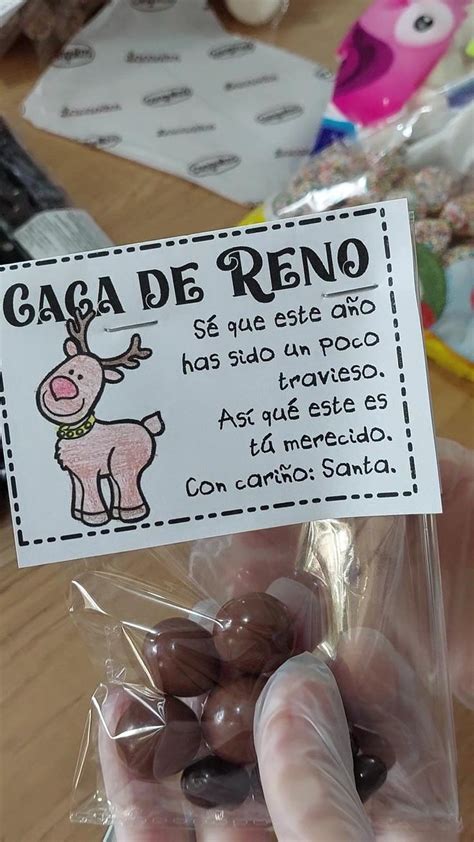 CACA DE RENO
Sé que este año
has sido un poco
travieso.
Así qué este es
tú merecido.
Con cariño: Santa.